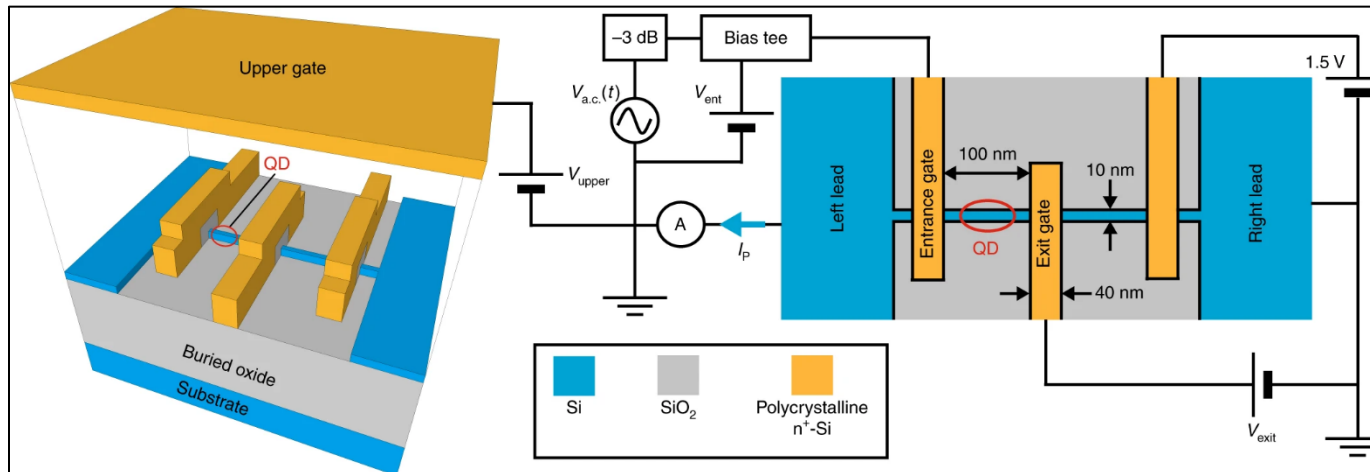 Upper gate
QD
Buried oxide
Substrate
V_upper
–3 dB
Bias tee
V_a.c.(t)
V_ent
A
I_P
Left lead
Entrance gate
100 nm
QD
Exit gate
10 nm
40 nm
Right lead
1.5 V
V_exit
Si
SiO₂
Polycrystalline
n⁺-Si